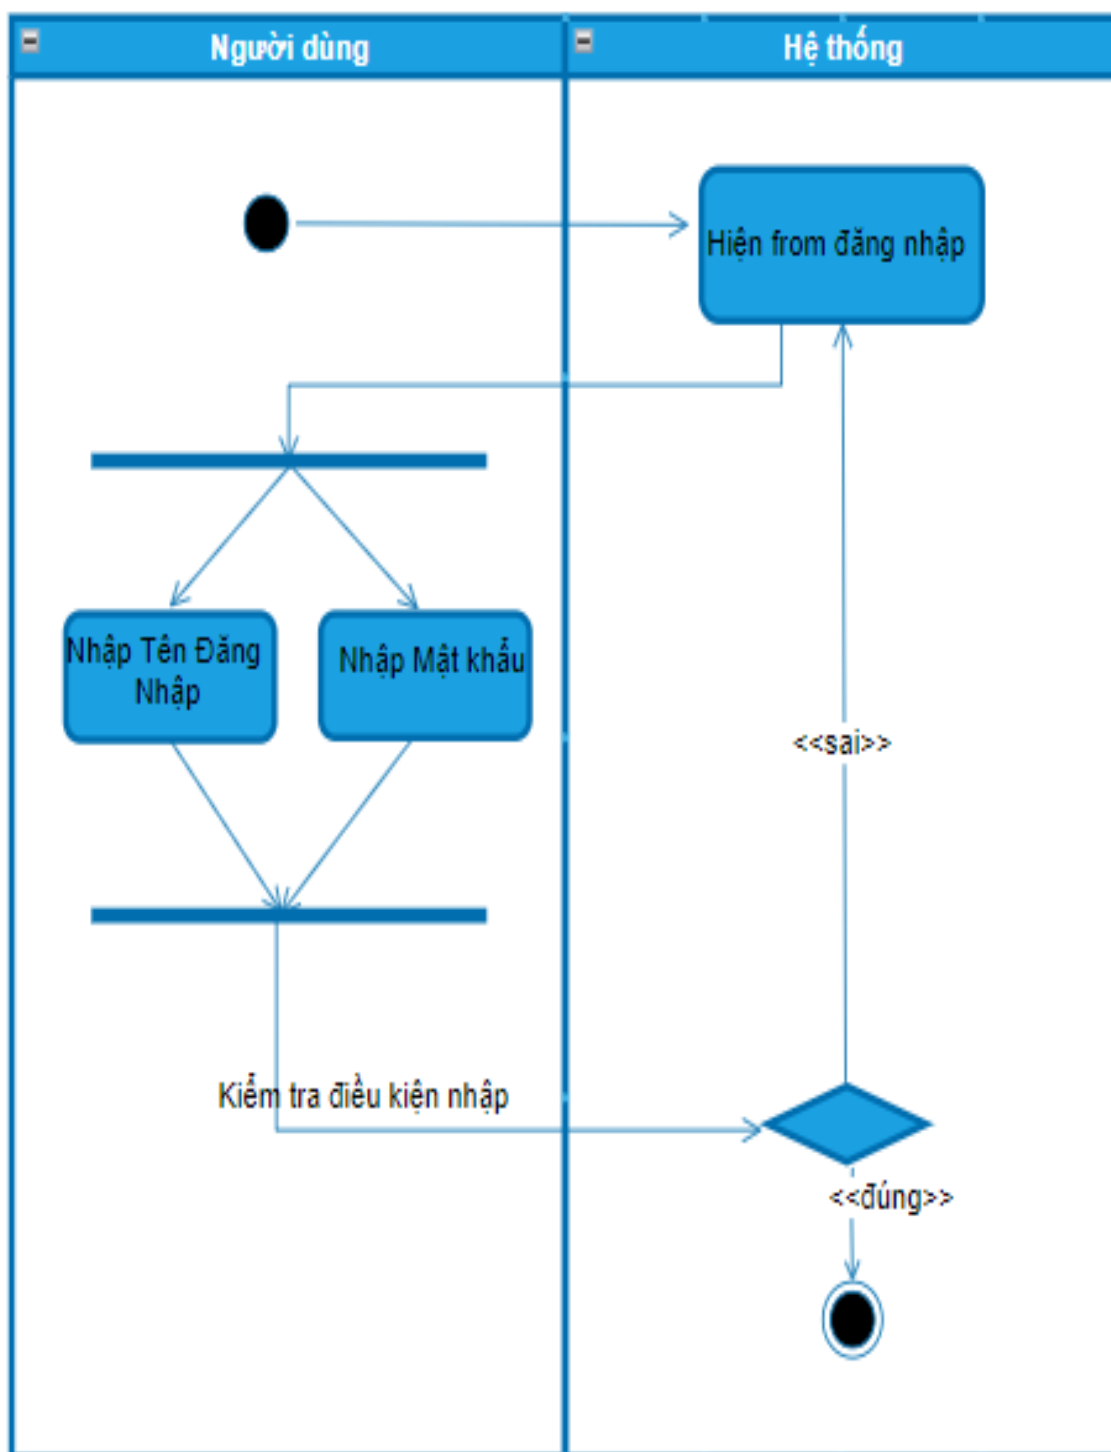 Người dùng
Hệ thống
Hiện from đăng nhập
Nhập Tên Đăng
Nhập
Nhập Mật khẩu
<<sai>>
Kiểm tra điều kiện nhập
<<đúng>>